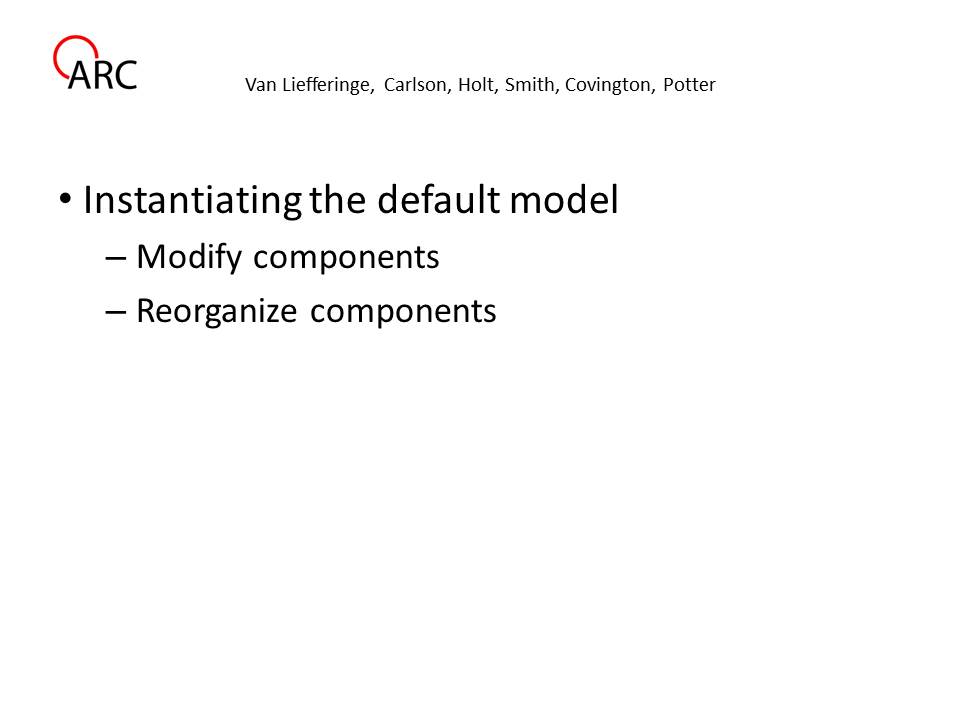 ARC
Van Liefferinge, Carlson, Holt, Smith, Covington, Potter
• Instantiating the default model
– Modify components
– Reorganize components